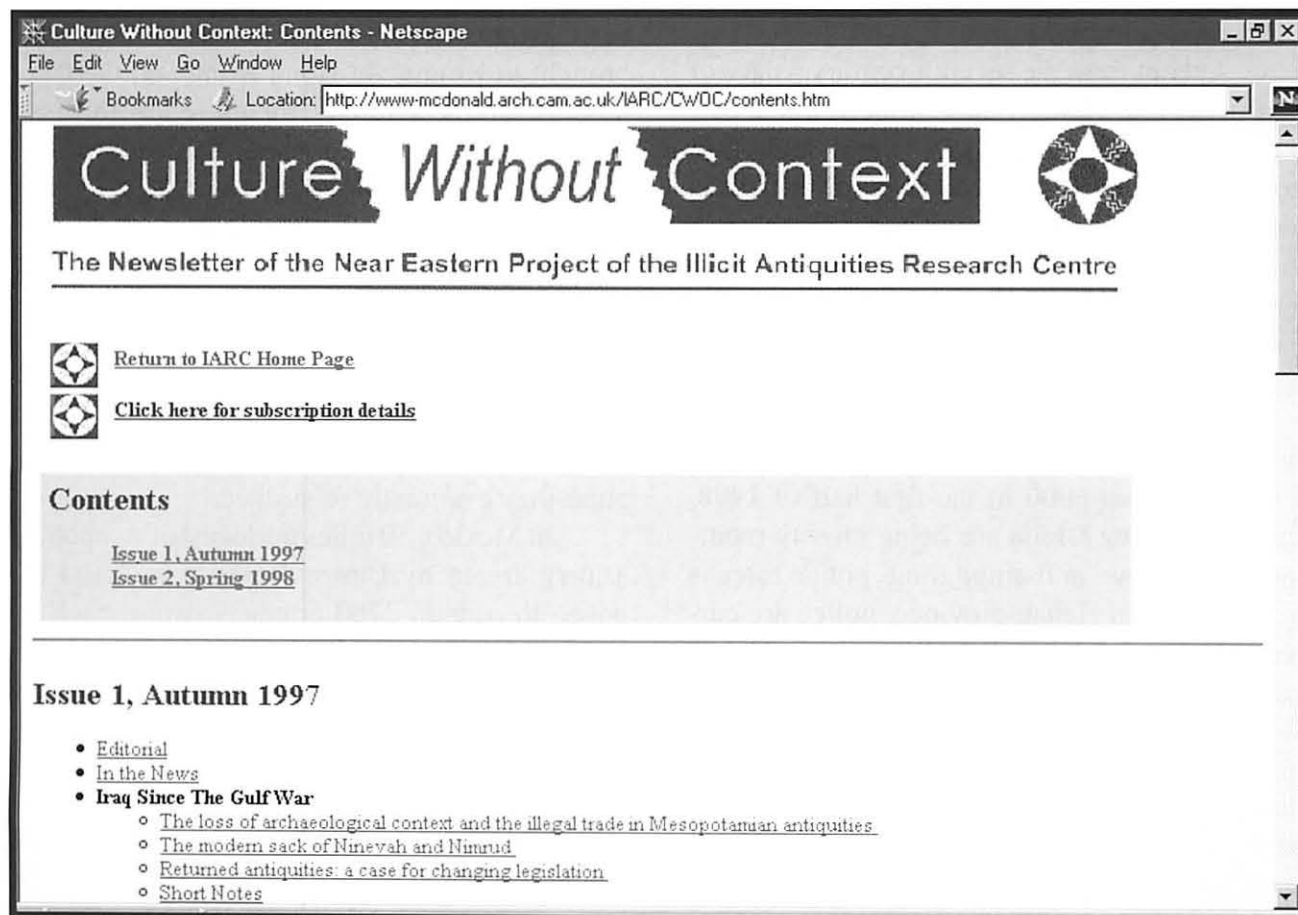 Culture Without Context: Contents - Netscape
File Edit View Go Window Help
Bookmarks Location: http://www-mcdonald.arch.cam.ac.uk/IARC/CWOC/contents.htm N
Culture Without Context
The Newsletter of the Near Eastern Project of the Illicit Antiquities Research Centre
Return to IARC Home Page
Click here for subscription details
Contents
Issue 1, Autumn 1997
Issue 2, Spring 1998
Issue 1, Autumn 1997
• Editorial
• In the News
• Iraq Since The Gulf War
○ The loss of archaeological context and the illegal trade in Mesopotamian antiquities
○ The modern sack of Ninevah and Nimrud
○ Returned antiquities: a case for changing legislation
○ Short Notes